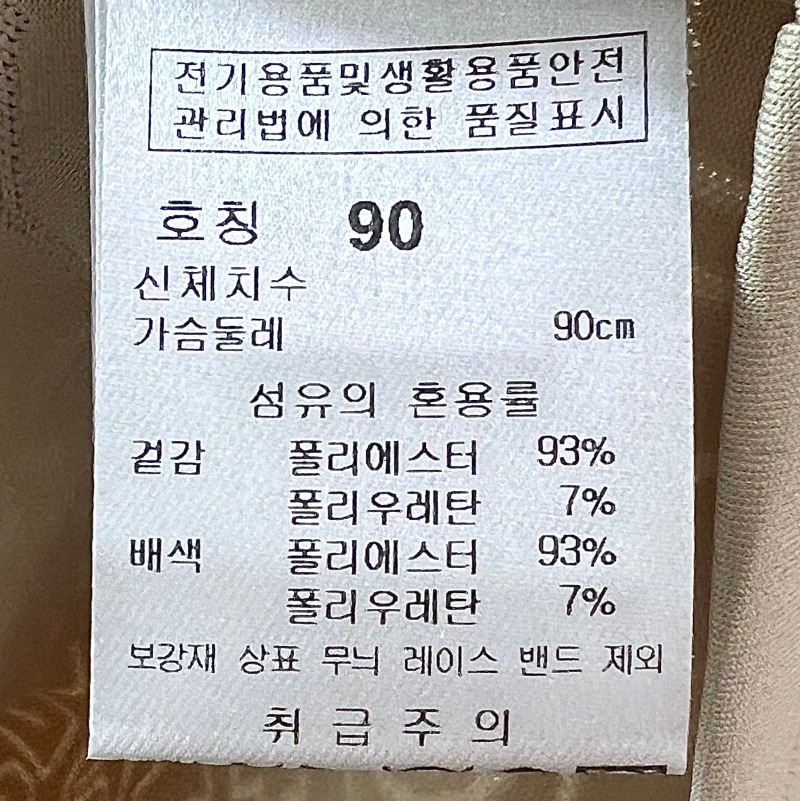 전기용품및생활용품안전
관리법에 의한 품질표시
호칭 90
신체치수
가슴둘레 90cm
섬유의 혼용률
겉감 폴리에스터 93%
폴리우레탄 7%
배색 폴리에스터 93%
폴리우레탄 7%
보강재 상표 무늬 레이스 밴드 제외
취급주의